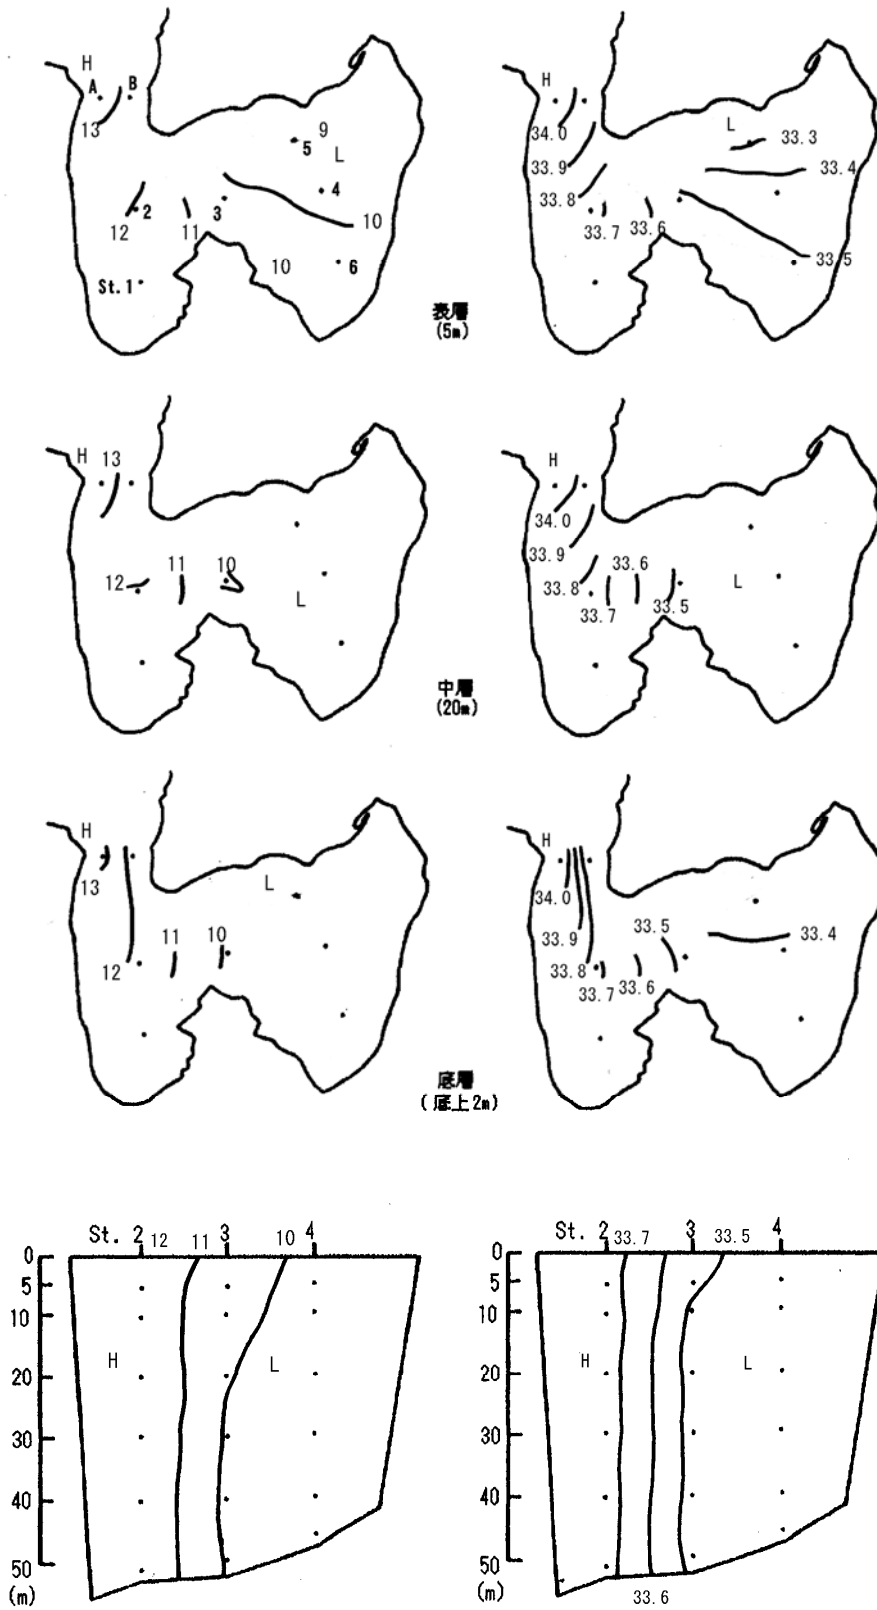 H
A B
13
9
5 L
4
2 3
12 11 10
10 6
St.1
H
34.0 L 33.3
33.9 33.4
33.8
33.7 33.6
33.5
表層
(5m)
H 13
11 10
12
L
H
34.0
33.9 33.6
33.8 L
33.7 33.5
中層
(20m)
H
13 L
11 10
12
H
34.0
33.9 33.5 33.4
33.8
33.7 33.6
底層
(底上2m)
St. 2 12 11 3 10 4
0
5
10
H L
20
30
40
50
(m)
St. 2 33.7 3 33.5 4
0
5
10
H L
20
30
40
50
(m)
33.6